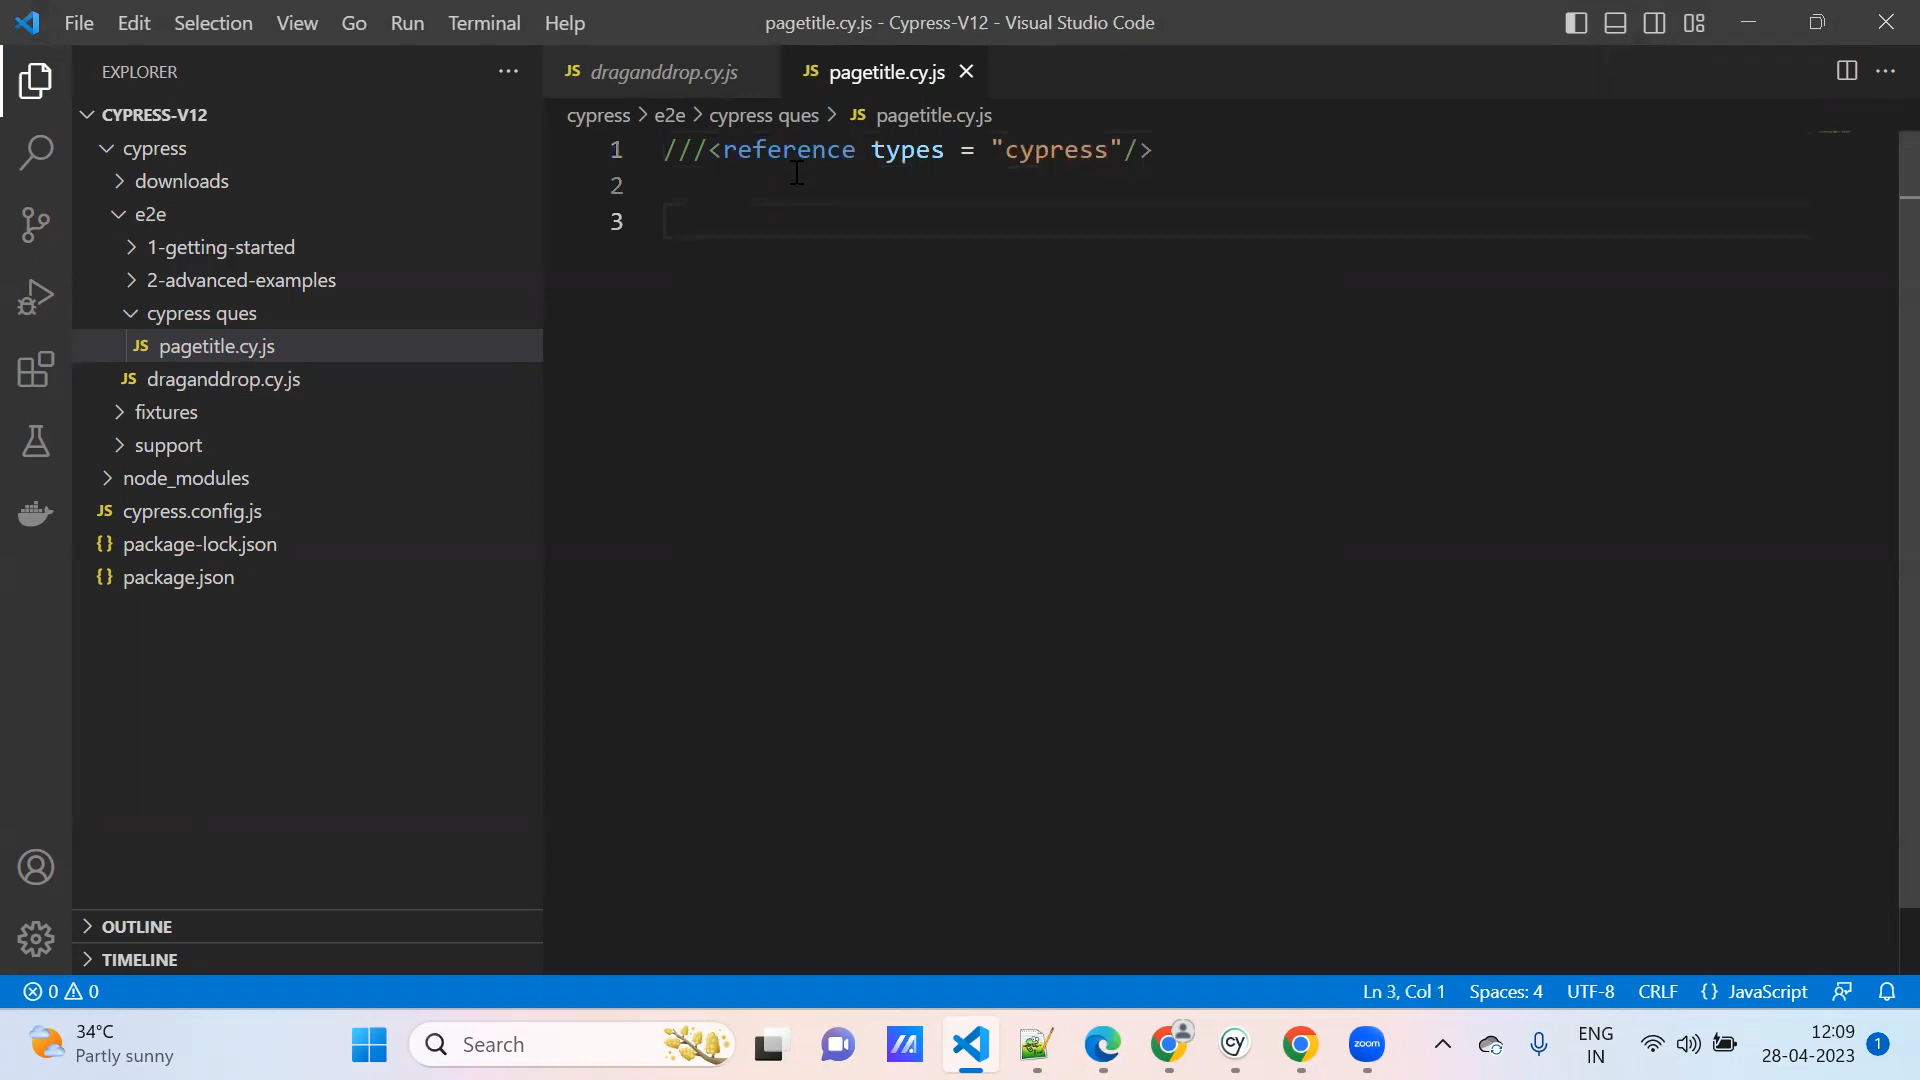 File Edit Selection View Go Run Terminal Help
pagetitle.cy.js - Cypress-V12 - Visual Studio Code
EXPLORER
CYPRESS-V12
cypress
downloads
e2e
1-getting-started
2-advanced-examples
cypress ques
JS pagetitle.cy.js
JS draganddrop.cy.js
fixtures
support
node_modules
JS cypress.config.js
{} package-lock.json
{} package.json
OUTLINE
TIMELINE
JS draganddrop.cy.js
JS pagetitle.cy.js
cypress > e2e > cypress ques > JS pagetitle.cy.js
1 ///<reference types = "cypress"/>
2
3
0 0
Ln 3, Col 1 Spaces: 4 UTF-8 CRLF {} JavaScript
34°C
Partly sunny
Search
cy
zoom
ENG
IN
12:09
28-04-2023
1